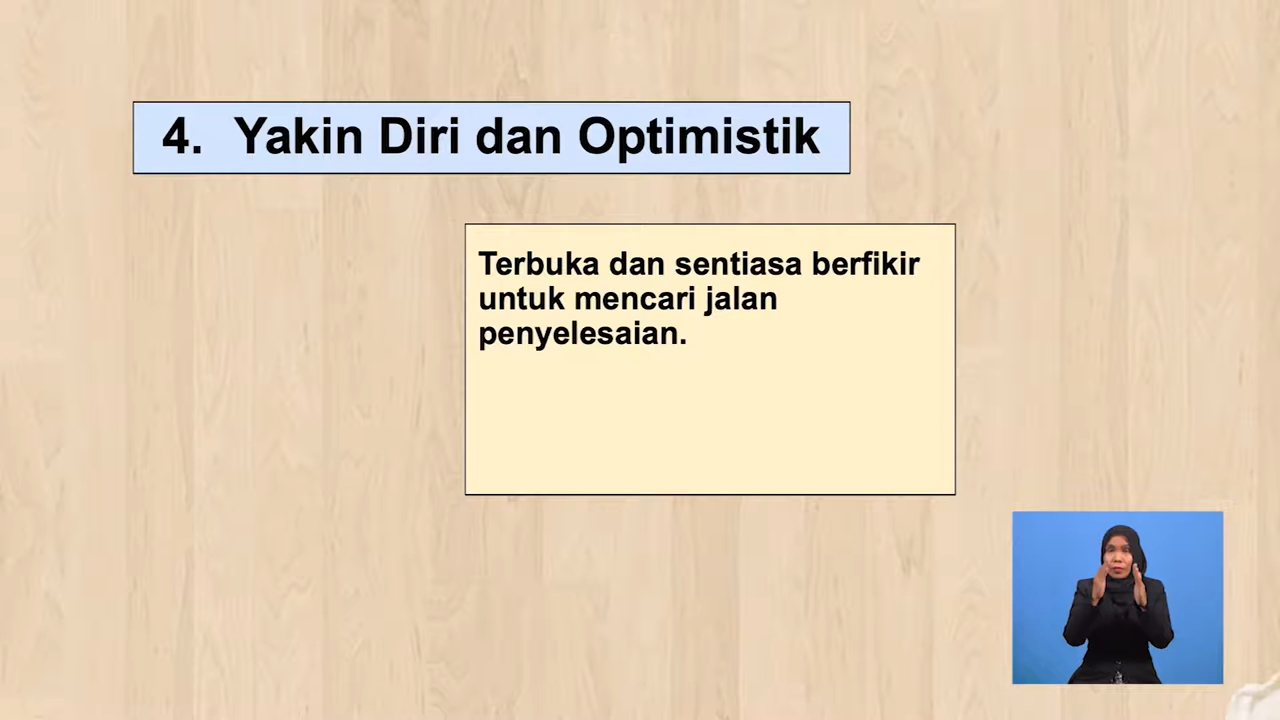 4. Yakin Diri dan Optimistik
Terbuka dan sentiasa berfikir
untuk mencari jalan
penyelesaian.